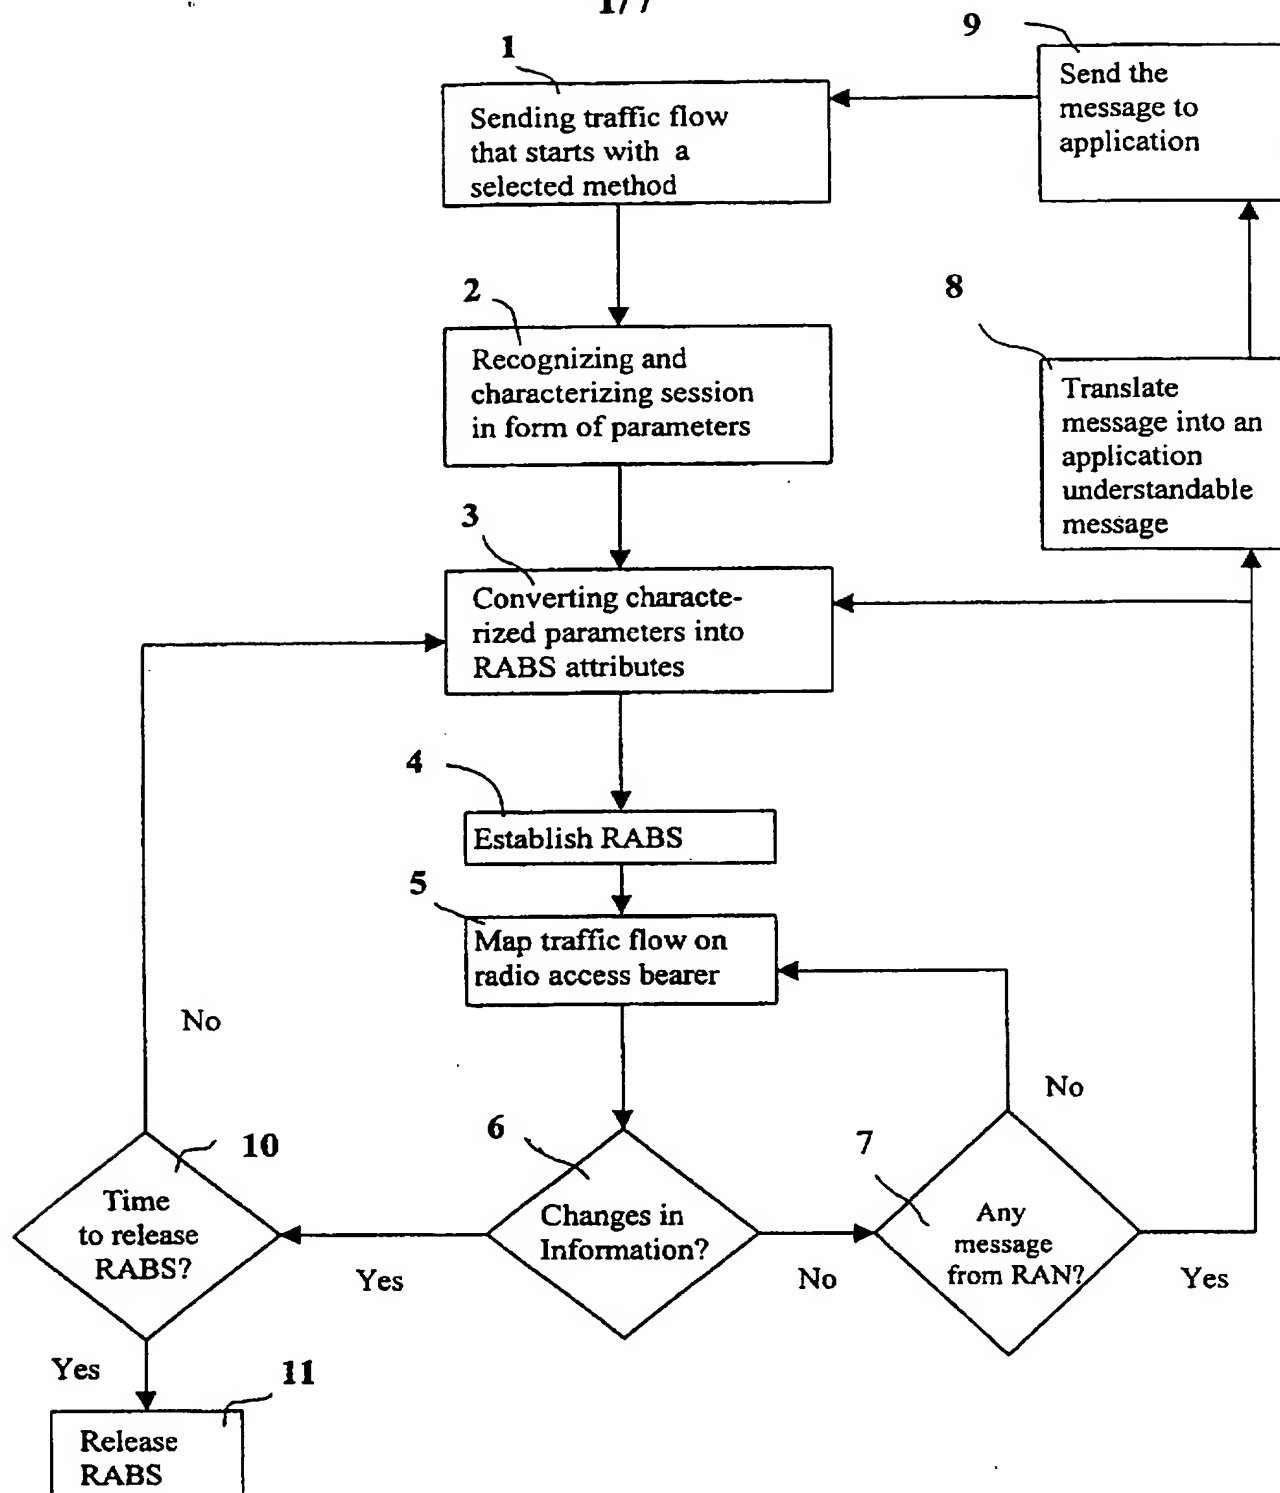 1/7
1
Sending traffic flow
that starts with a
selected method
9
Send the
message to
application
2
Recognizing and
characterizing session
in form of parameters
8
Translate
message into an
application
understandable
message
3
Converting characte-
rized parameters into
RABS attributes
4
Establish RABS
5
Map traffic flow on
radio access bearer
No
No
10
Time
to release
RABS?
6
Changes in
Information?
7
Any
message
from RAN?
Yes
No
Yes
Yes
11
Release
RABS